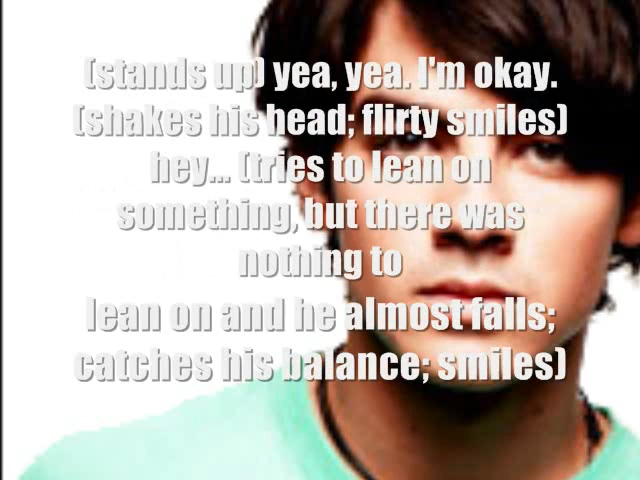 (stands up) yea, yea. I'm okay.
(shakes his head; flirty smiles)
hey... (tries to lean on
something, but there was
nothing to
lean on and he almost falls;
catches his balance; smiles)